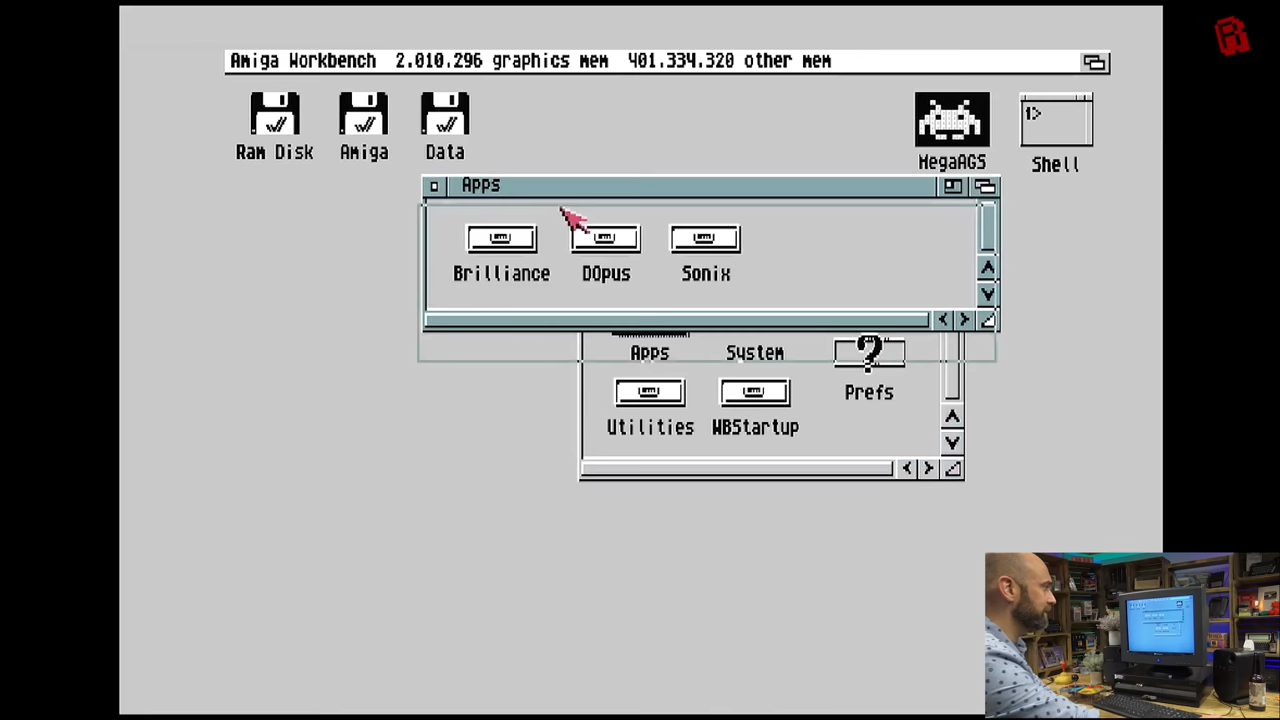 Amiga Workbench 2.010.296 graphics mem 401.334.320 other mem
Ram Disk Amiga Data
1>
MegaAGS Shell
Apps
Brilliance DOpus Sonix
Apps System
?
Prefs
Utilities WBStartup
R